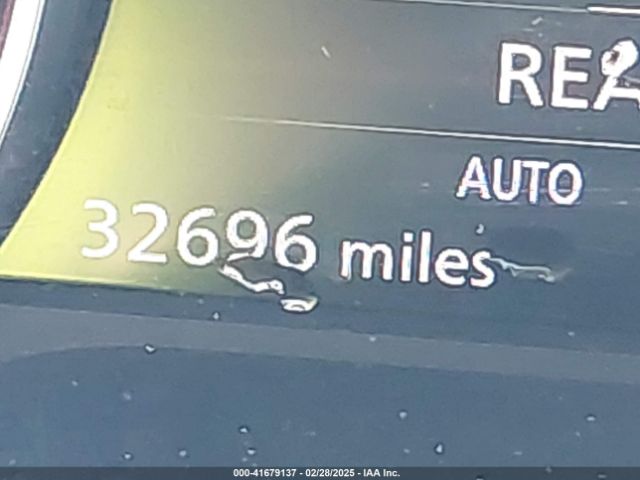 REA
AUTO
32696 miles
000-41679137 - 02/28/2025 - IAA Inc.